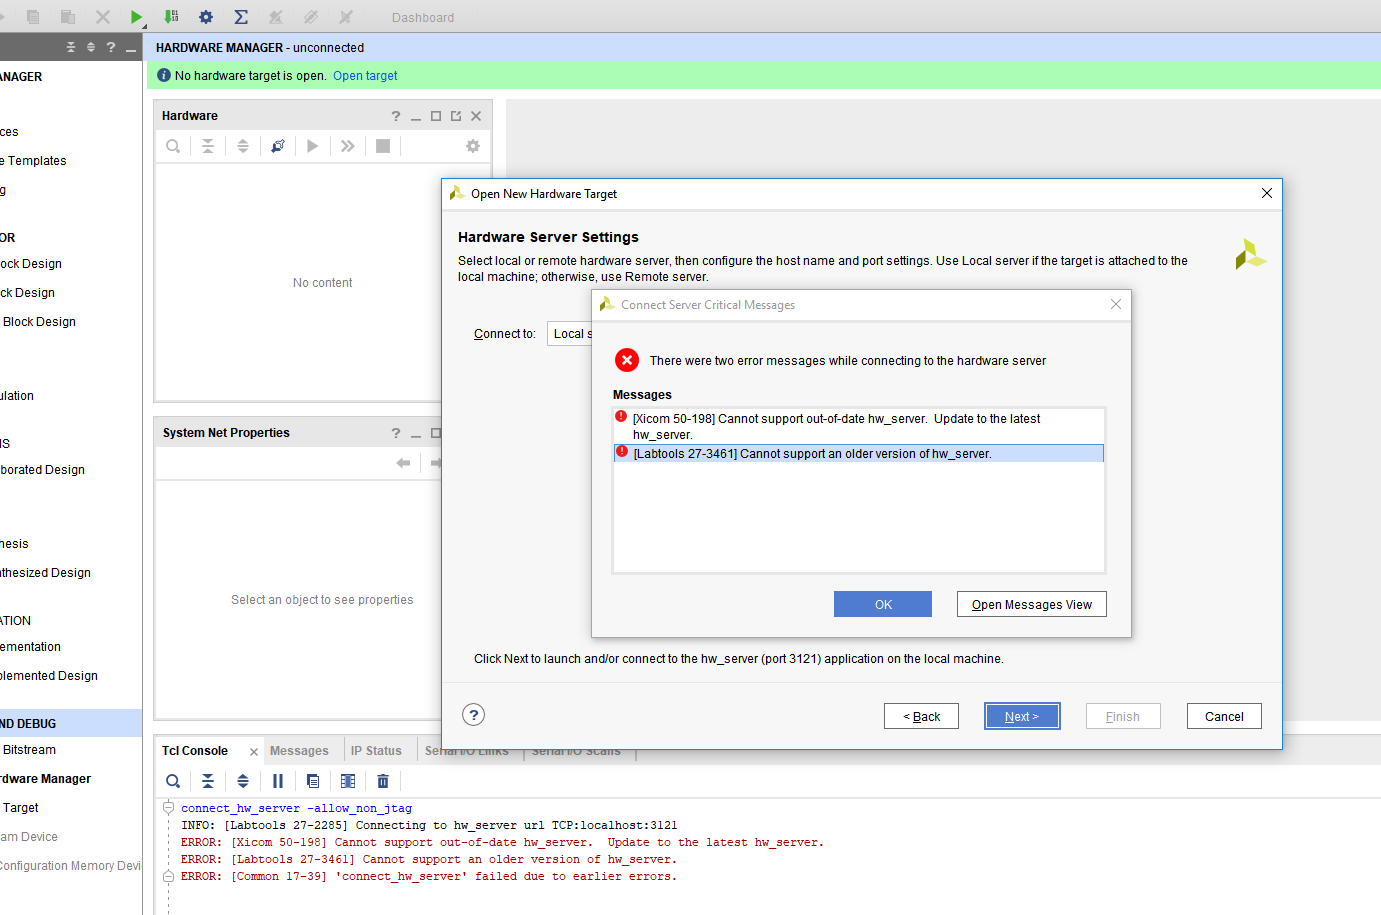 Dashboard
HARDWARE MANAGER - unconnected
ANAGER
No hardware target is open. Open target
Hardware
ces
e Templates
g
Open New Hardware Target
OR
Hardware Server Settings
ock Design
Select local or remote hardware server, then configure the host name and port settings. Use Local server if the target is attached to the
local machine; otherwise, use Remote server.
No content
ck Design
Connect Server Critical Messages
Block Design
Connect to: Local s
There were two error messages while connecting to the hardware server
ulation
Messages
[Xicom 50-198] Cannot support out-of-date hw_server. Update to the latest
hw_server.
System Net Properties
IS
[Labtools 27-3461] Cannot support an older version of hw_server.
borated Design
hesis
nthesized Design
Select an object to see properties
OK
Open Messages View
ATION
ementation
Click Next to launch and/or connect to the hw_server (port 3121) application on the local machine.
plemented Design
< Back
Next >
Finish
Cancel
ND DEBUG
Bitstream
Tcl Console
Messages
IP Status
Serial I/O Links
Serial I/O Scans
rdware Manager
Target
connect_hw_server -allow_non_jtag
INFO: [Labtools 27-2285] Connecting to hw_server url TCP:localhost:3121
am Device
ERROR: [Xicom 50-198] Cannot support out-of-date hw_server. Update to the latest hw_server.
ERROR: [Labtools 27-3461] Cannot support an older version of hw_server.
Configuration Memory Devi
ERROR: [Common 17-39] 'connect_hw_server' failed due to earlier errors.